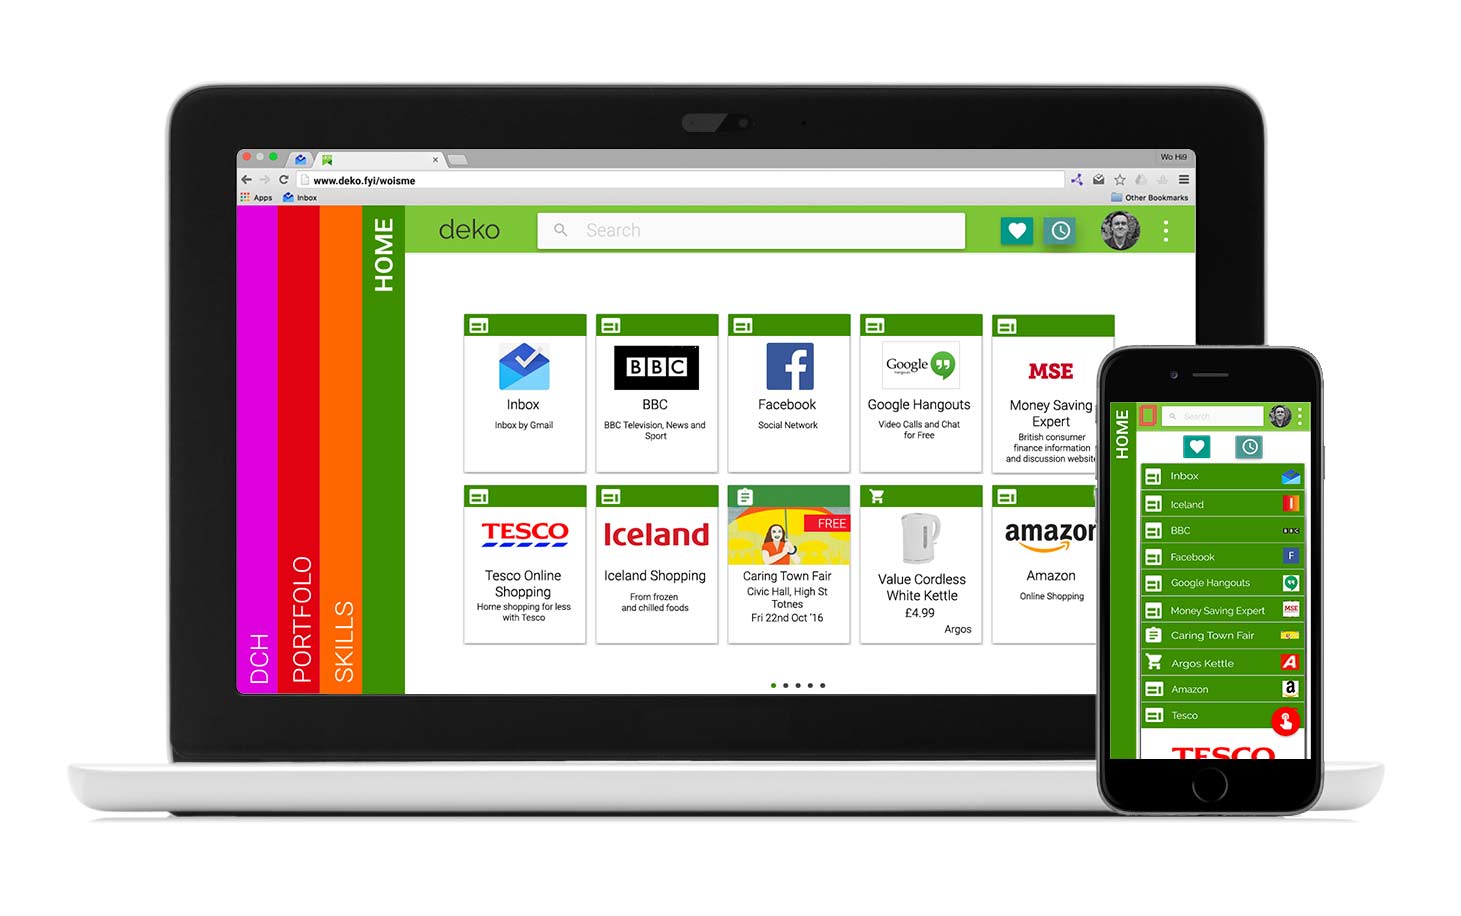 Wo Hi9
www.deko.fyi/woisme
Apps
Inbox
Other Bookmarks
DCH
PORTFOLO
SKILLS
HOME
deko
Search
Inbox
Inbox by Gmail
BBC
BBC
BBC Television, News and
Sport
f
Facebook
Social Network
Google
hangouts
Google Hangouts
Video Calls and Chat
for Free
MSE
Money Saving
Expert
British consumer
finance information
and discussion website
TESCO
Tesco Online
Shopping
Home shopping for less
with Tesco
Iceland
Iceland Shopping
From frozen
and chilled foods
FREE
Caring Town Fair
Civic Hall, High St
Totnes
Fri 22nd Oct '16
Value Cordless
White Kettle
£4.99
Argos
amazon
Amazon
Online Shopping
HOME
Search
Inbox
Iceland
I
BBC
BBC
Facebook
F
Google Hangouts
Money Saving Expert
MSE
Caring Town Fair
Argos Kettle
A
Amazon
a
Tesco
TESCO